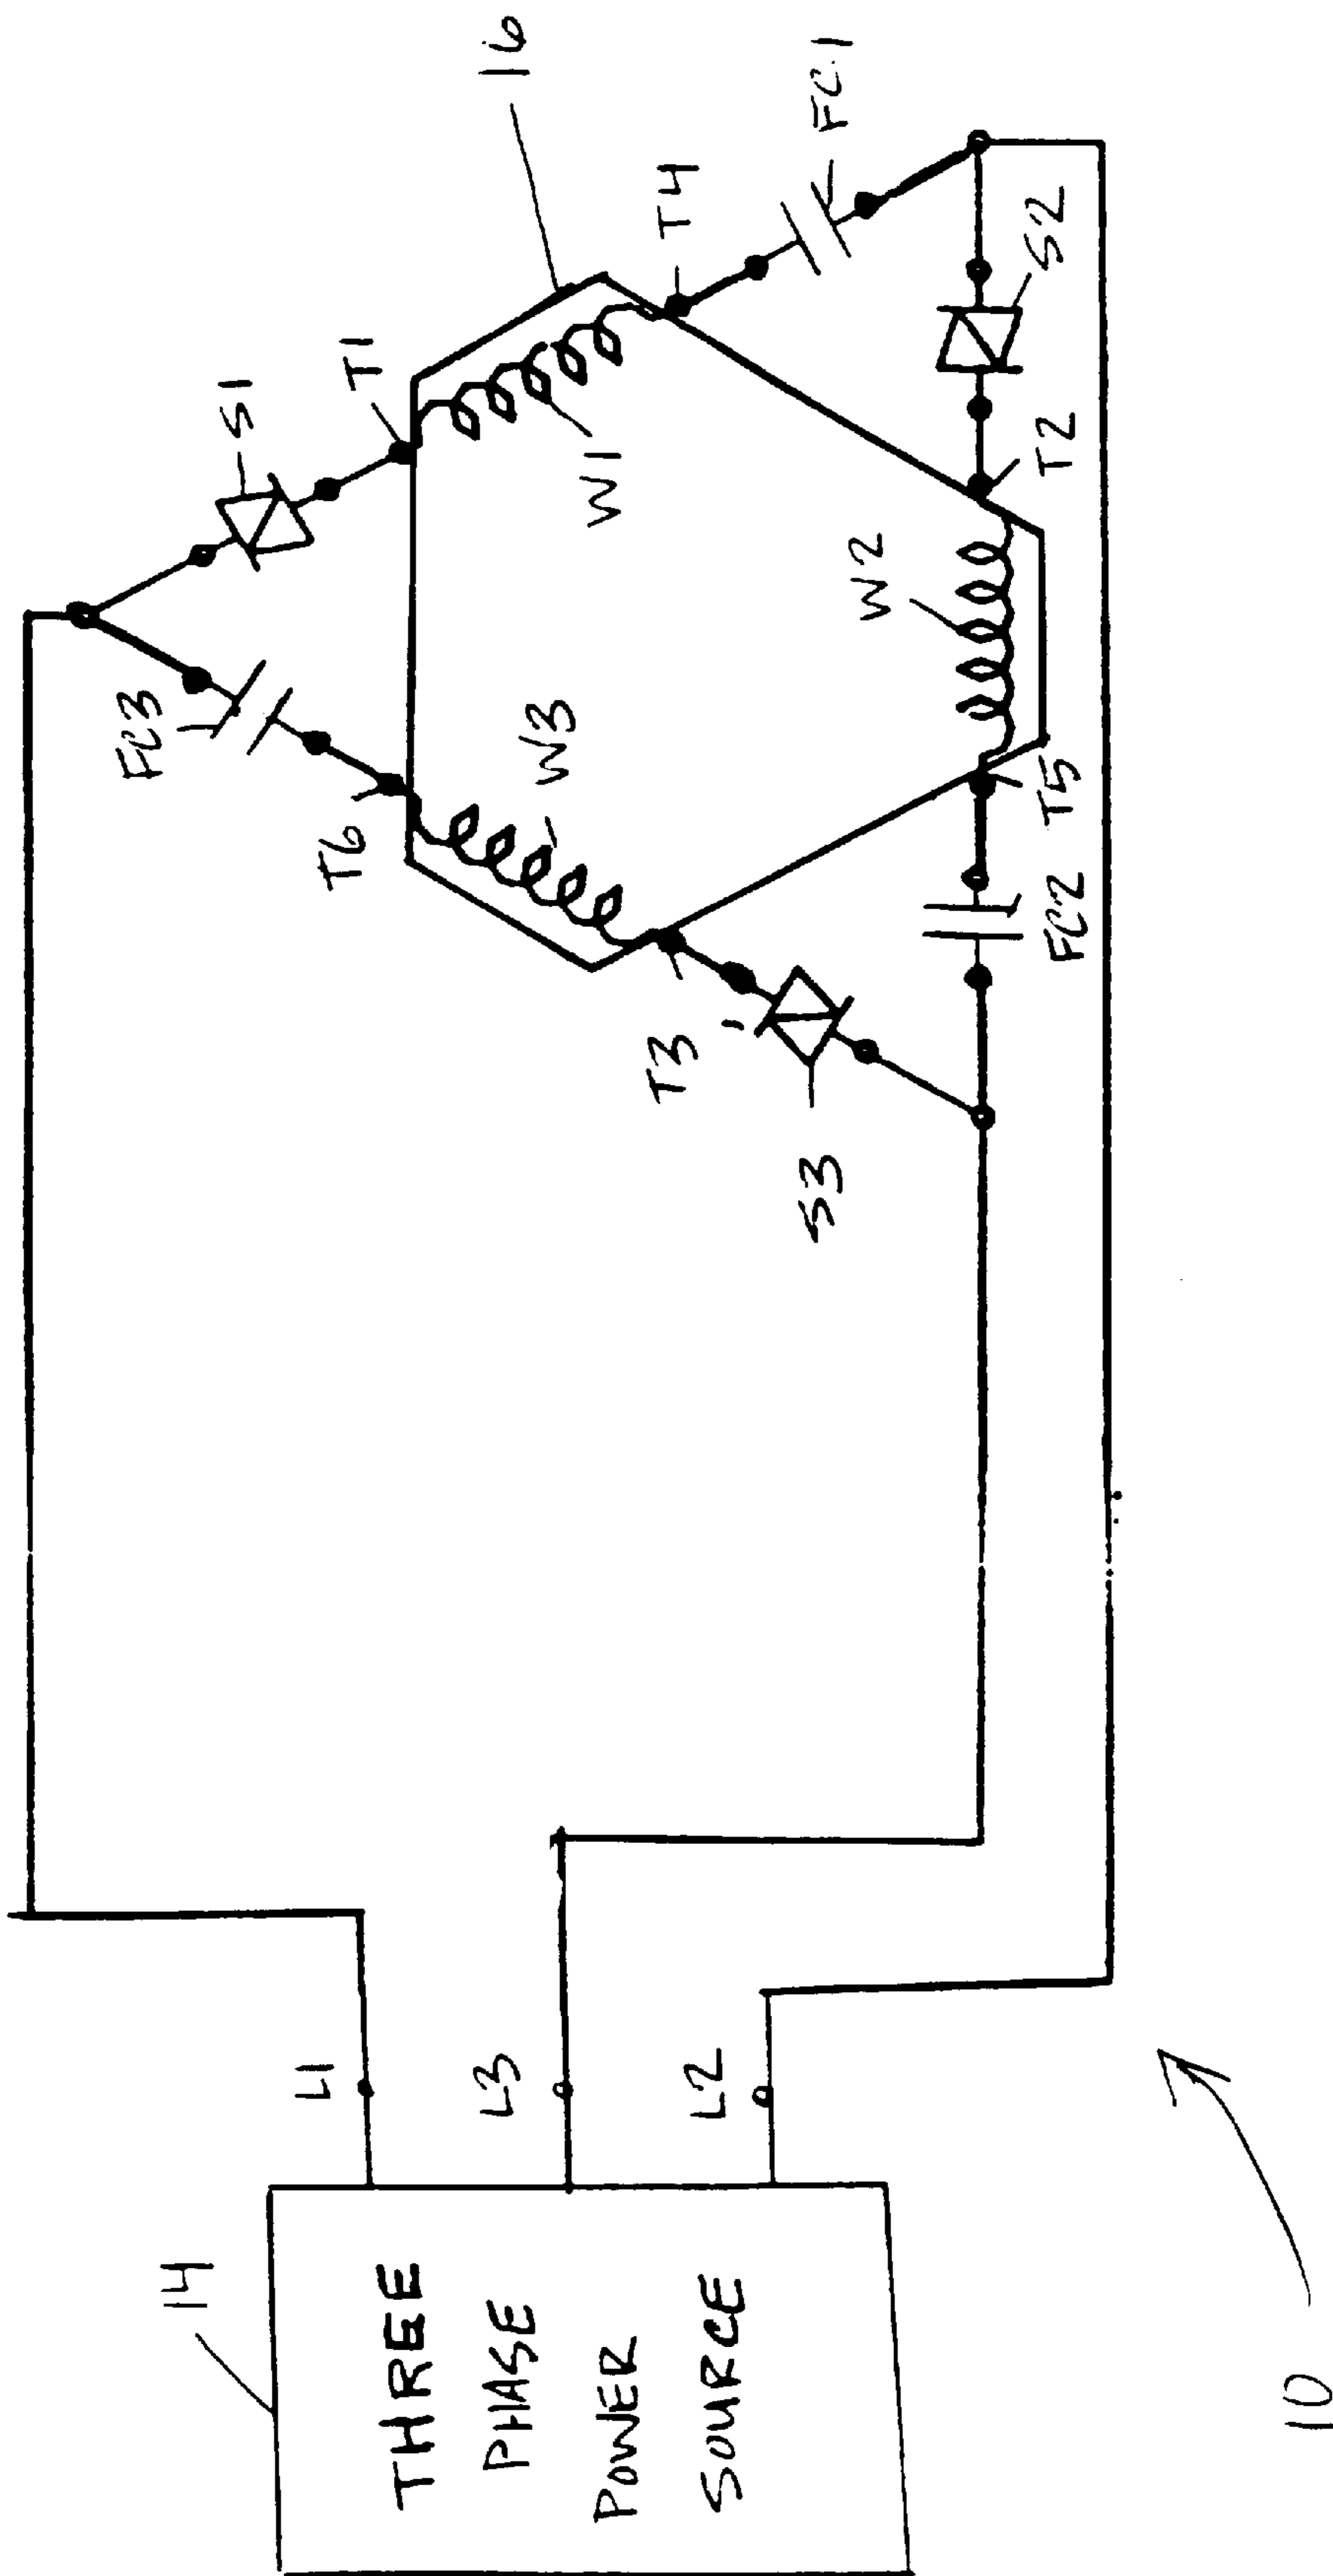 14
THREE
PHASE
POWER
SOURCE
L1
L3
L2
10
FC3
S1
T1
16
T6
W3
W1
T4
FC1
T3
S3
W2
T5
T2
FC2
S2